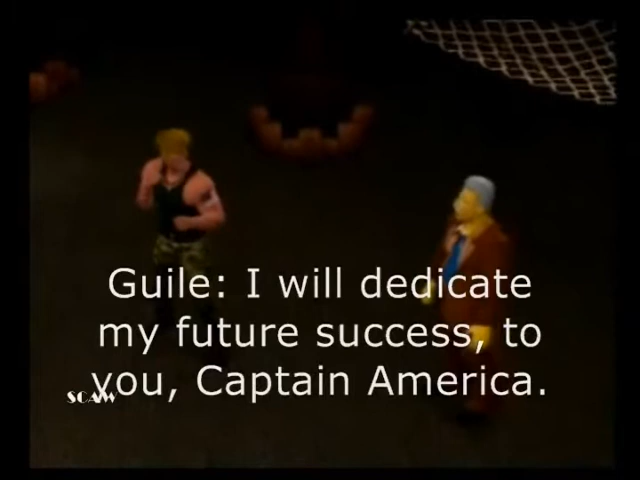 Guile: I will dedicate
my future success, to
you, Captain America.
SCAW